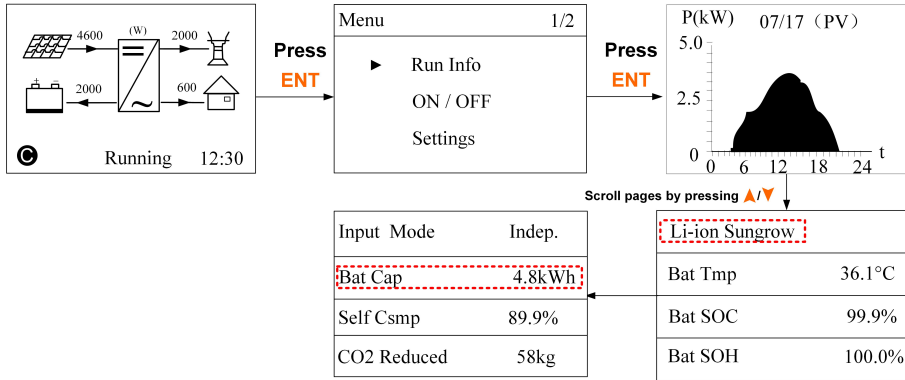 4600
(W)
2000
+ -
2000
600
C
Running 12:30
Press
ENT
Menu 1/2
► Run Info
ON / OFF
Settings
Press
ENT
P(kW) 07/17（PV）
5.0
2.5
0
0 6 12 18 24 t
Scroll pages by pressing ▲/▼
Li-ion Sungrow
Bat Tmp 36.1°C
Bat SOC 99.9%
Bat SOH 100.0%
Input Mode Indep.
Bat Cap 4.8kWh
Self Csmp 89.9%
CO2 Reduced 58kg